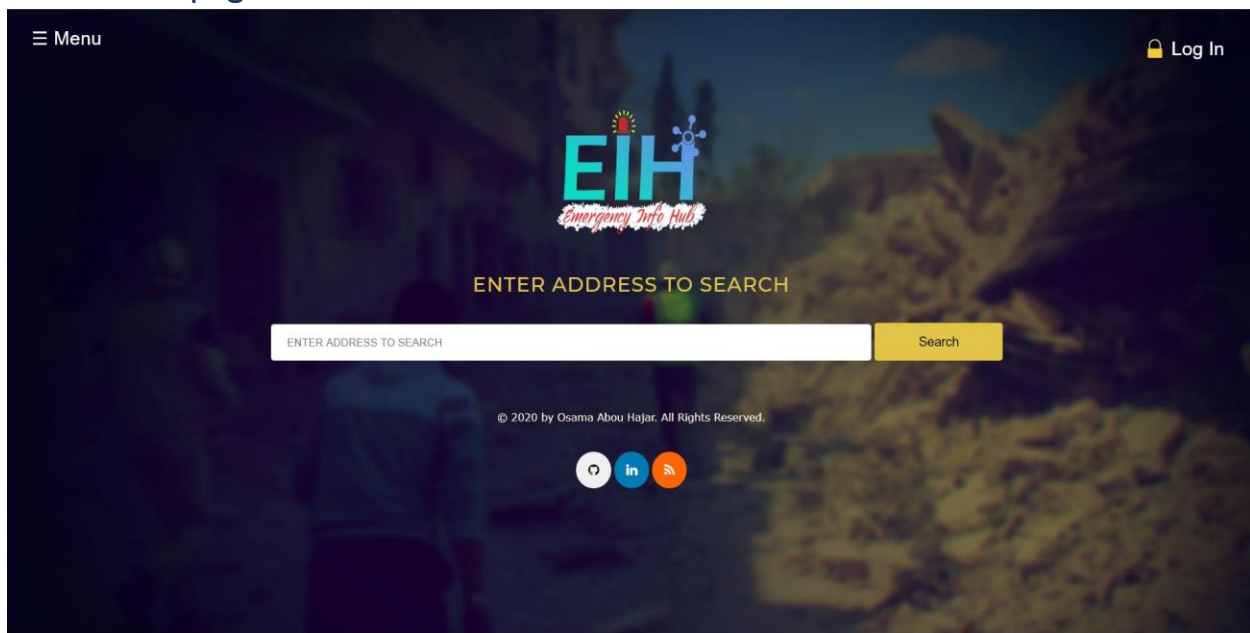 ☰ Menu
Log In
EIH
Emergency Info Hub
ENTER ADDRESS TO SEARCH
ENTER ADDRESS TO SEARCH
Search
© 2020 by Osama Abou Hajar. All Rights Reserved.
in